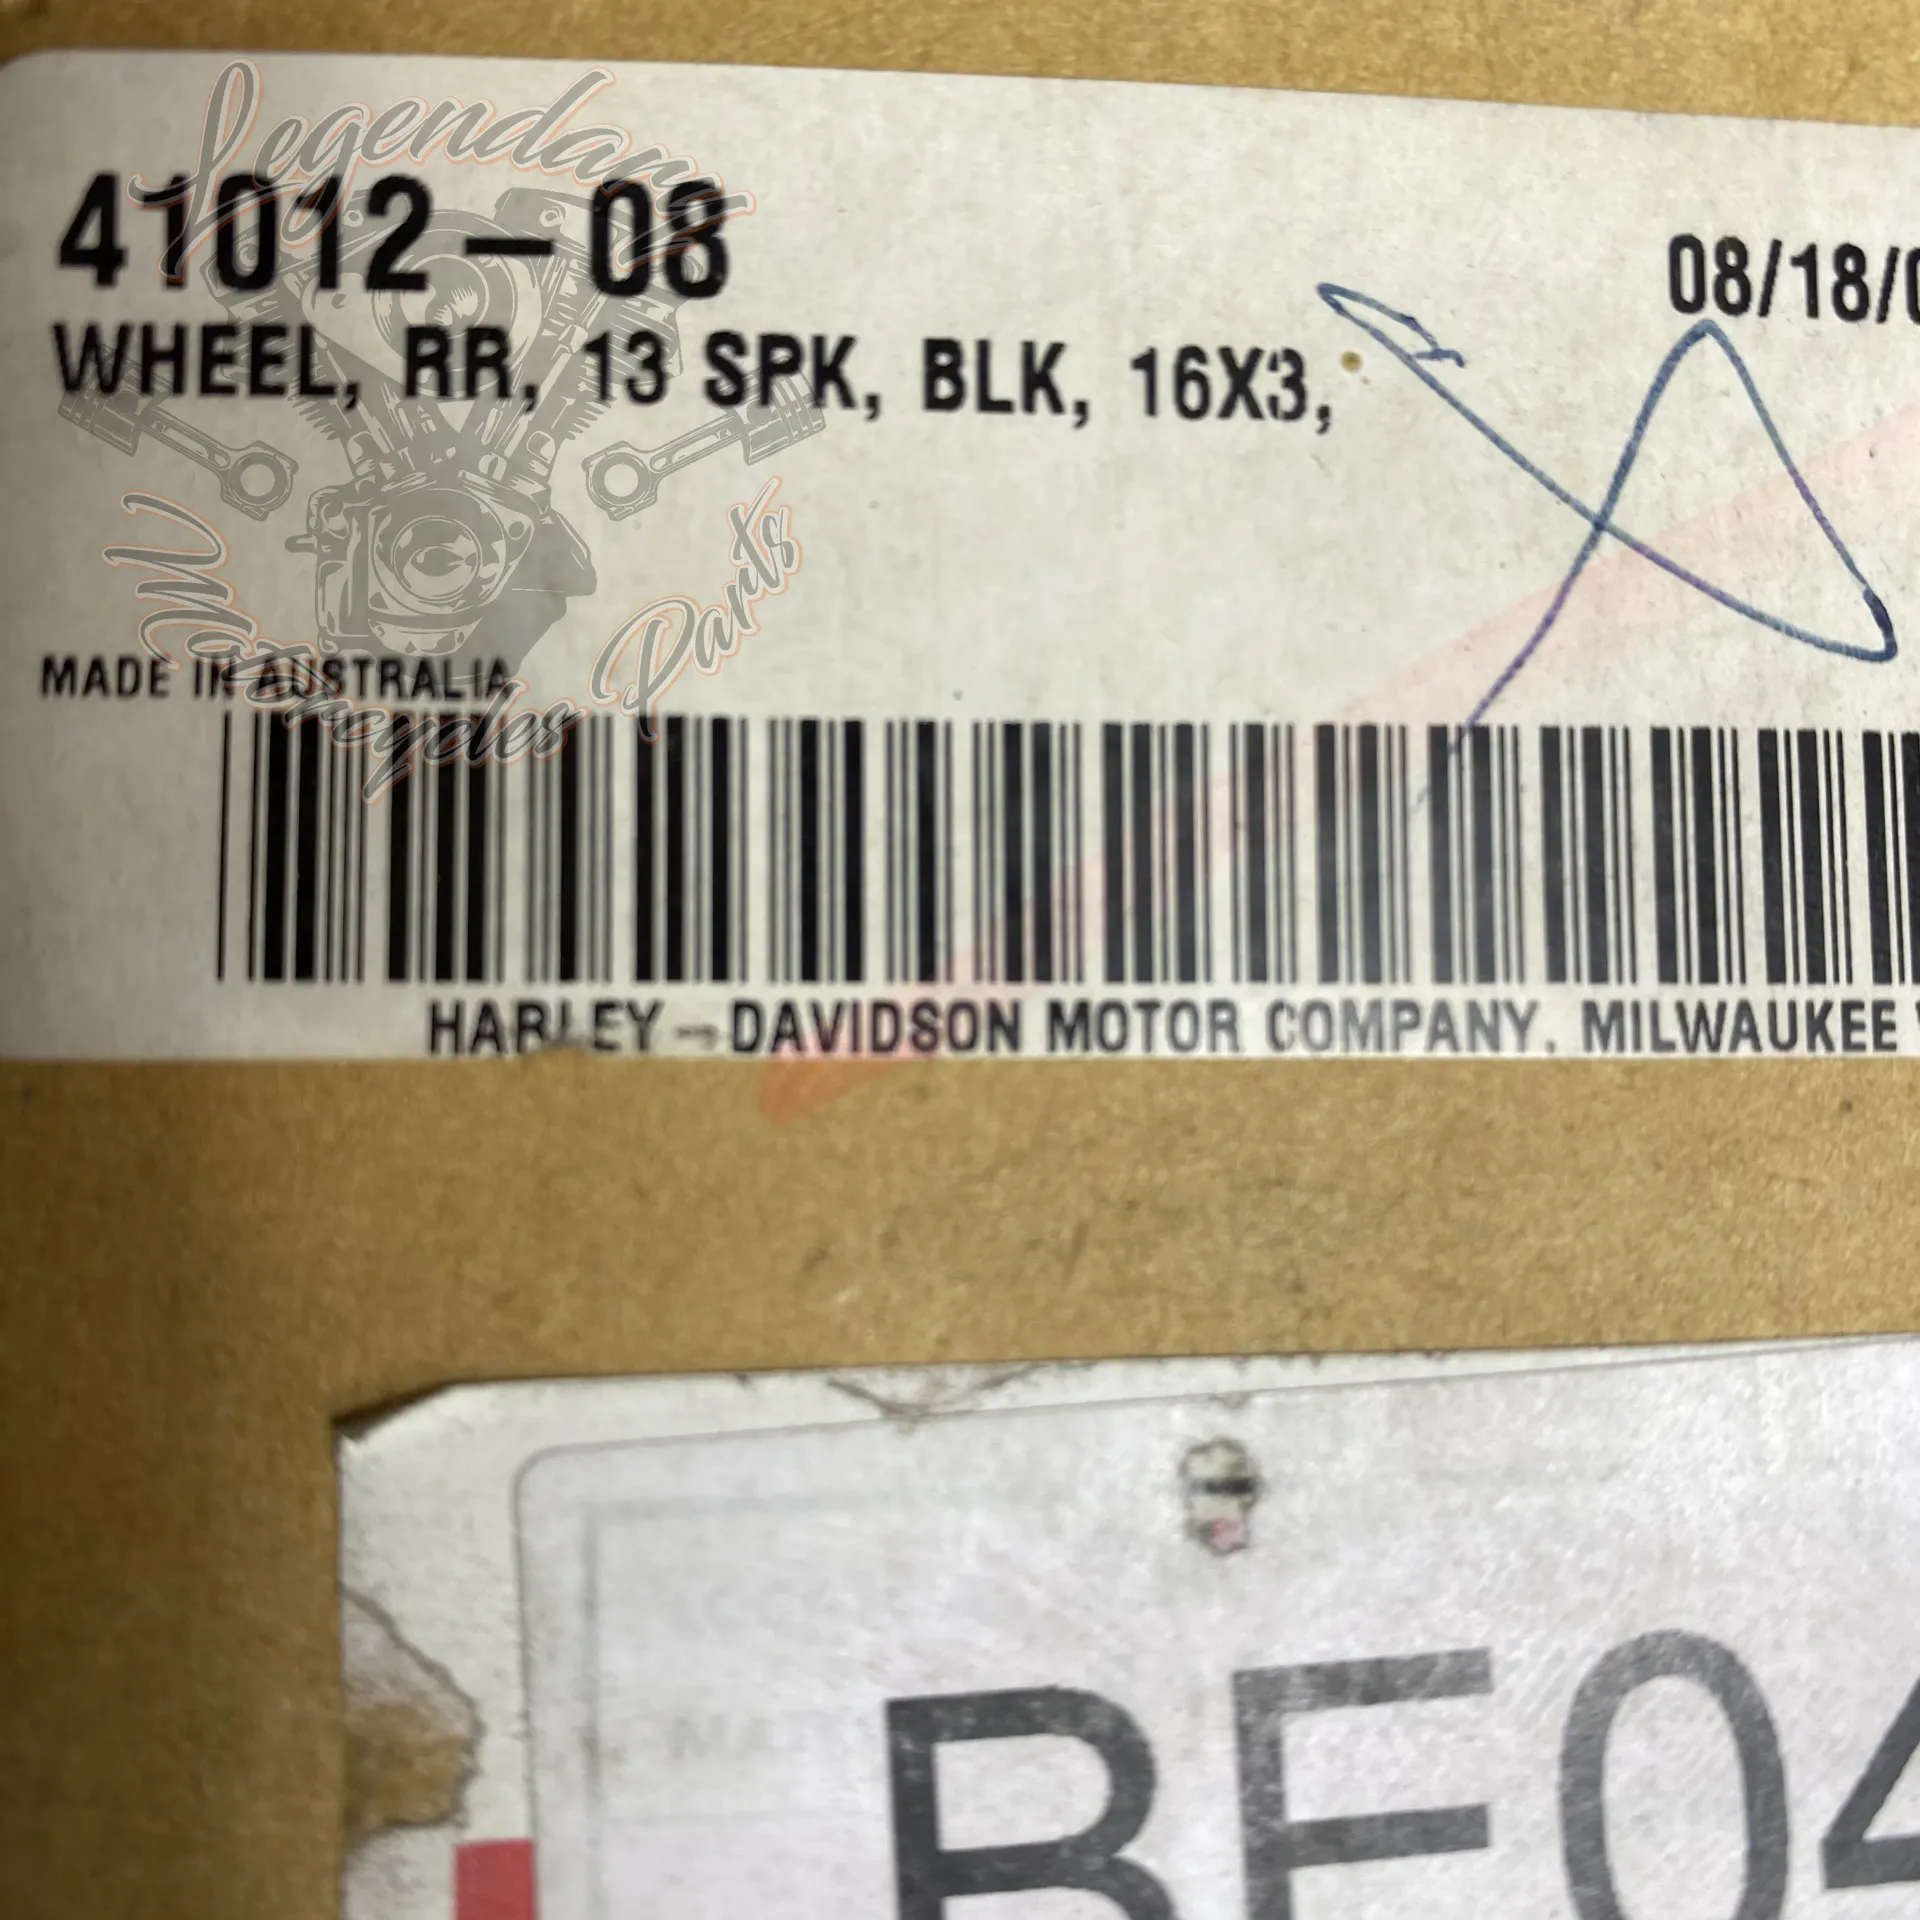 Legendary
41012-08
08/18/0
WHEEL, RR, 13 SPK, BLK, 16X3,
Motorcycles Parts
MADE IN AUSTRALIA
HARLEY-DAVIDSON MOTOR COMPANY. MILWAUKEE